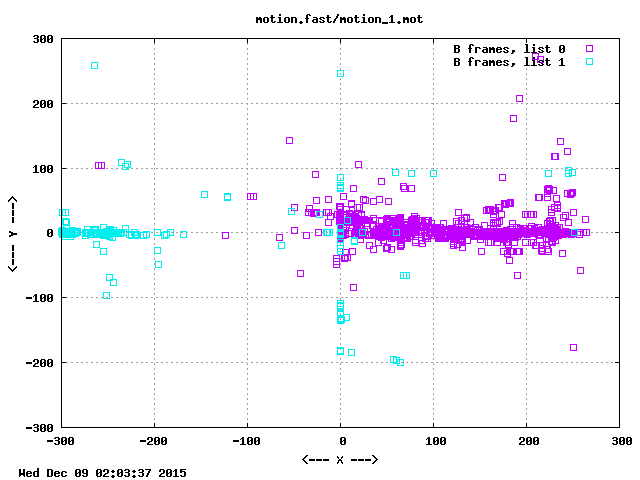 motion.fast/motion_1.mot
B frames, list 0
B frames, list 1
300
200
100
0
-100
-200
-300
<--- Y --->
-300 -200 -100 0 100 200 300
<--- X --->
Wed Dec 09 02:03:37 2015